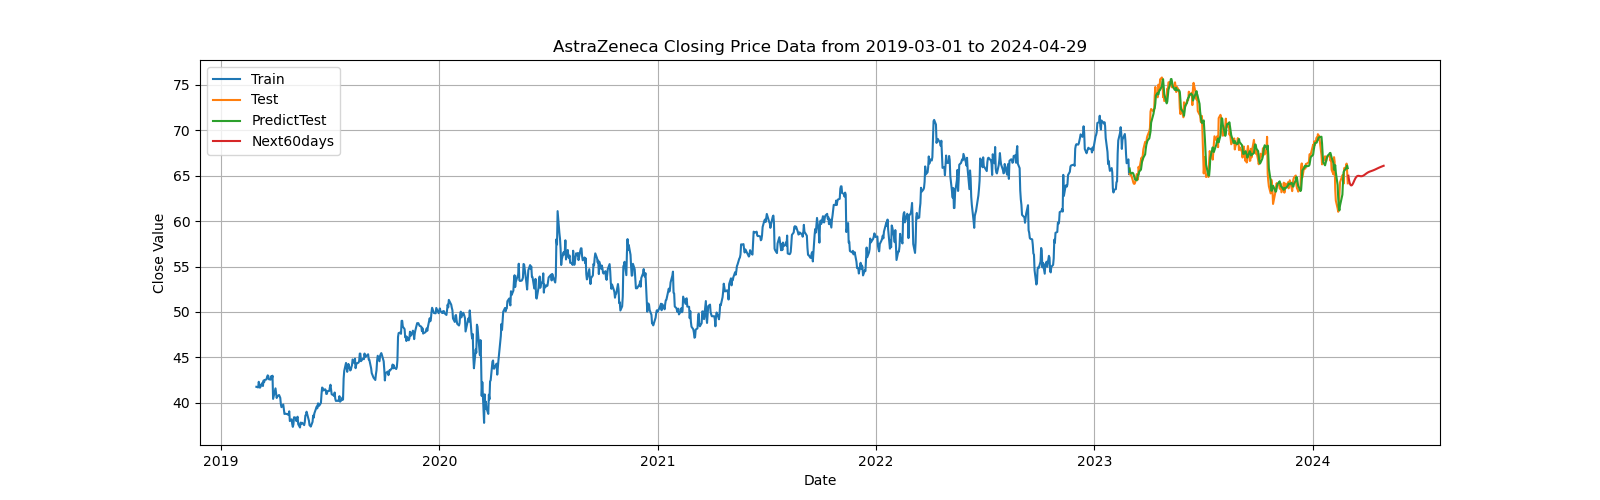 AstraZeneca Closing Price Data from 2019-03-01 to 2024-04-29
Train
Test
PredictTest
Next60days
Close Value
75
70
65
60
55
50
45
40
2019
2020
2021
2022
2023
2024
Date